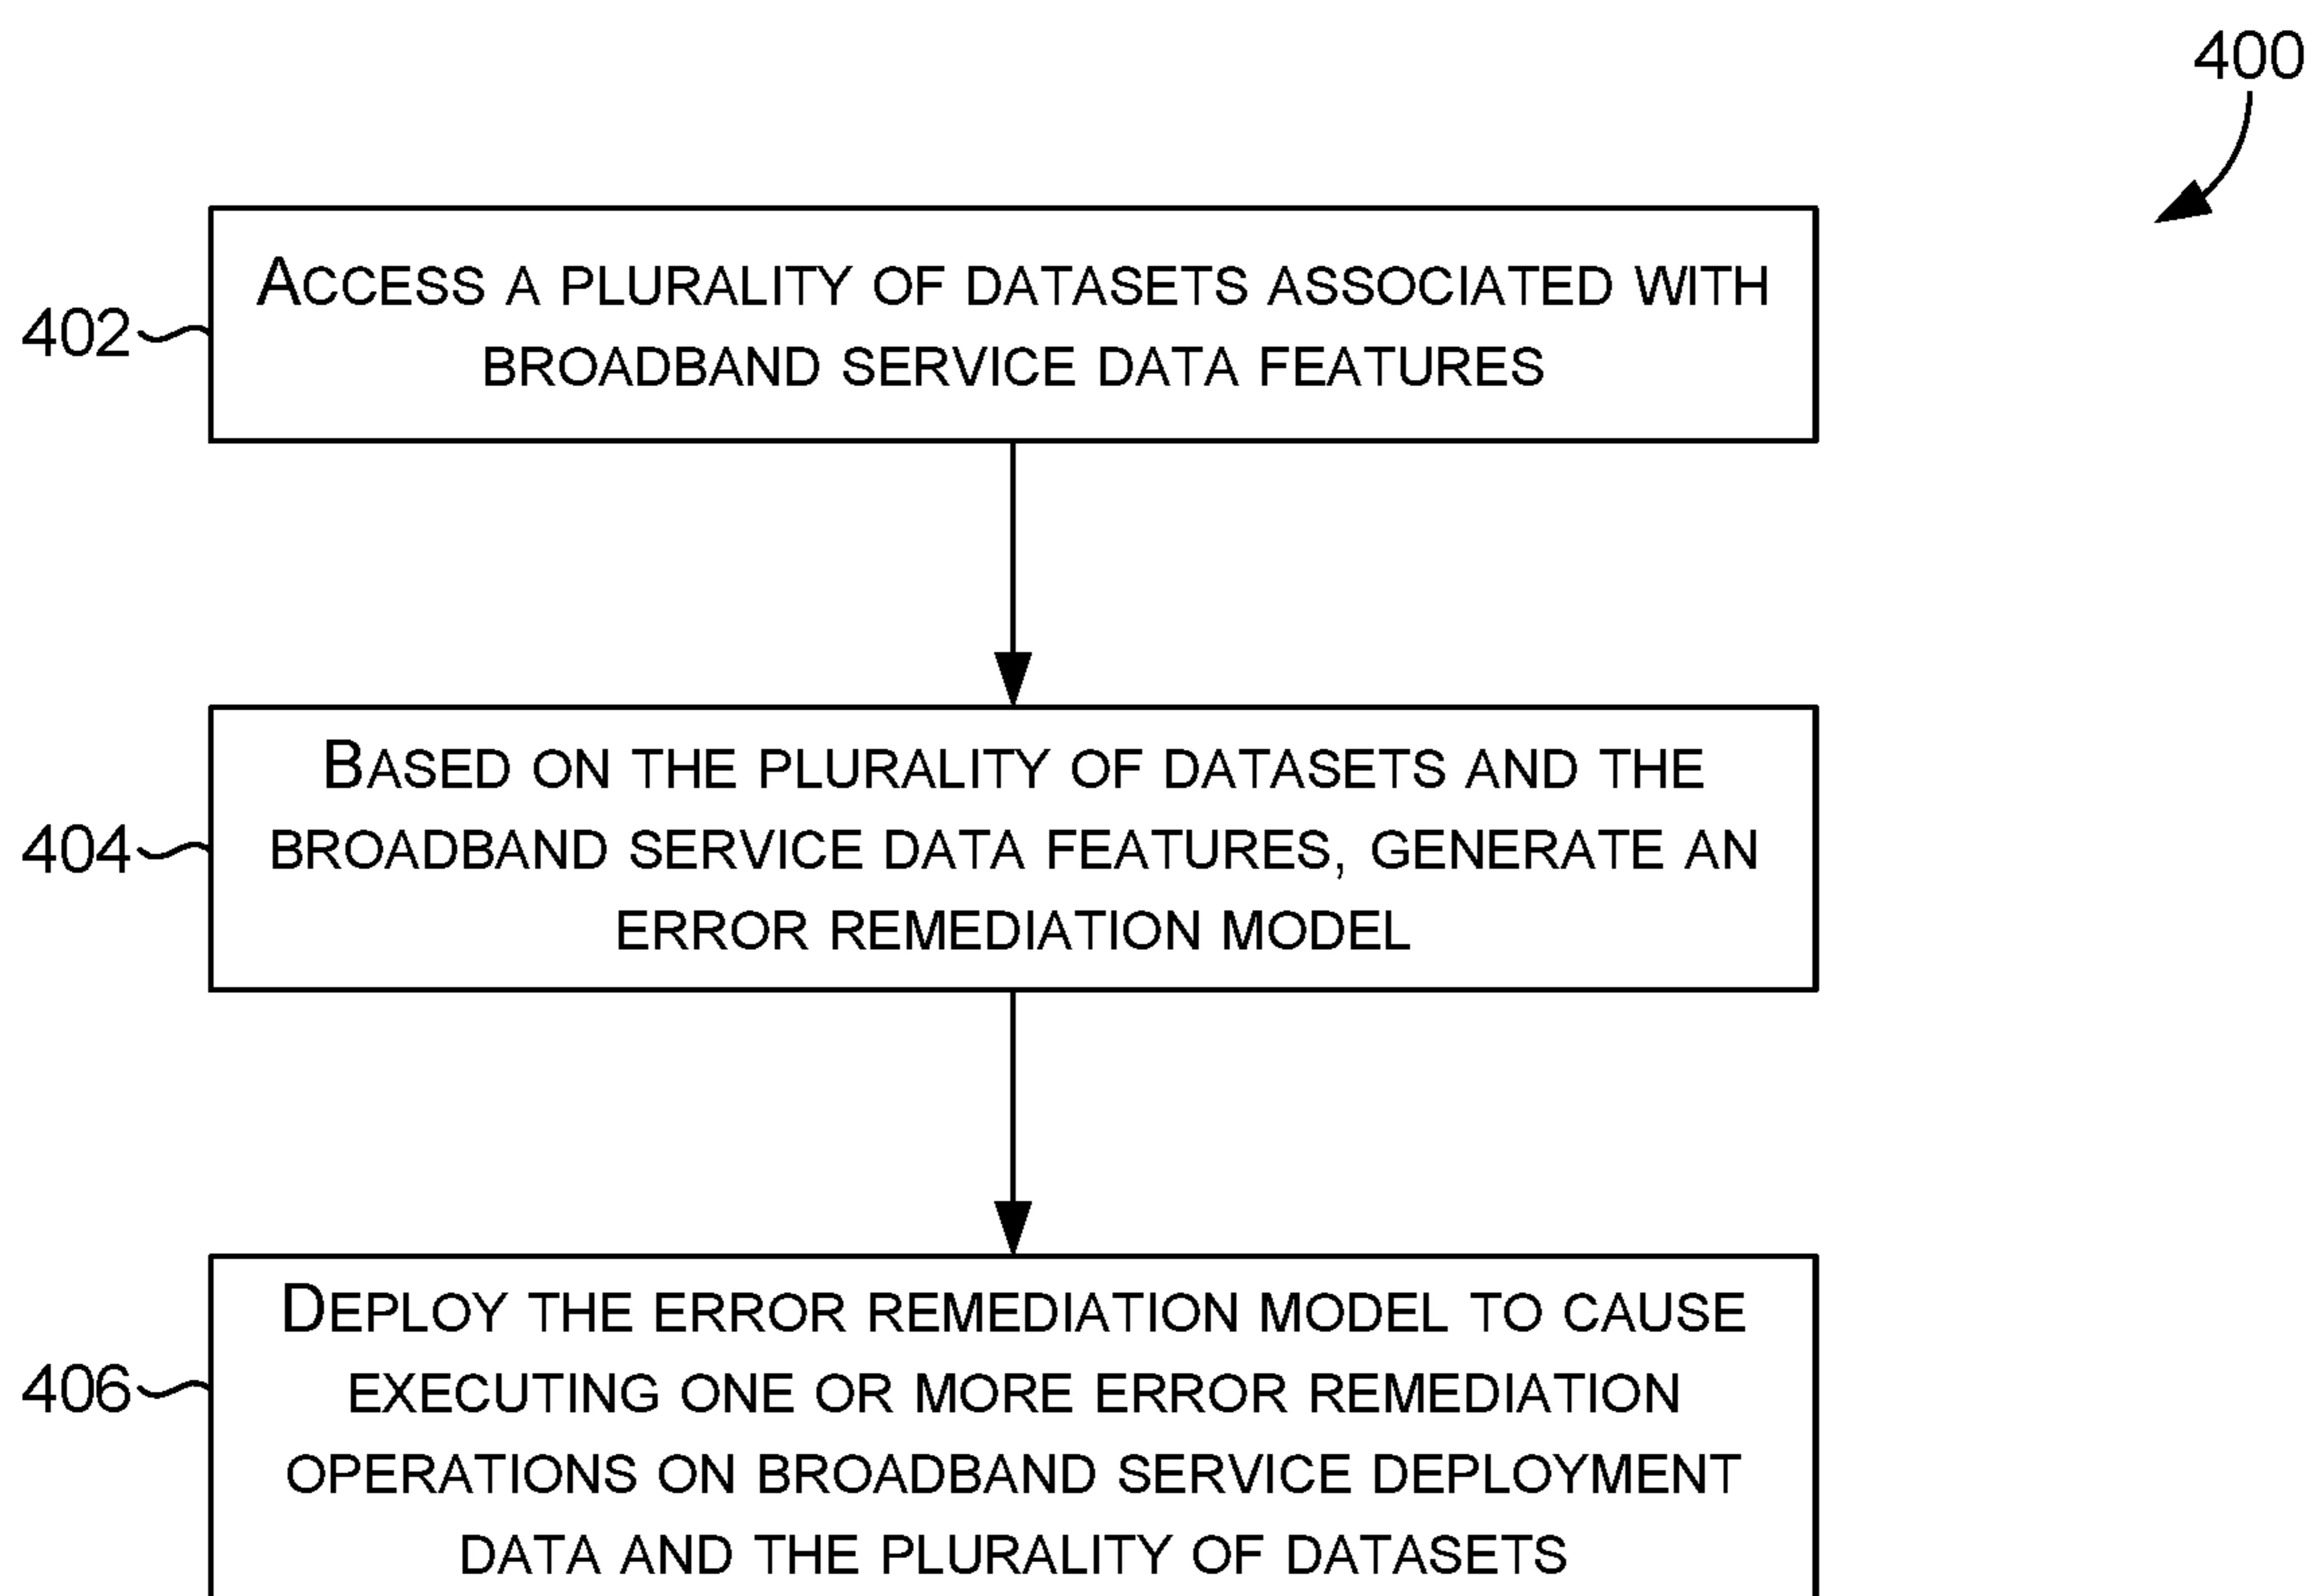 400
402
ACCESS A PLURALITY OF DATASETS ASSOCIATED WITH
BROADBAND SERVICE DATA FEATURES
404
BASED ON THE PLURALITY OF DATASETS AND THE
BROADBAND SERVICE DATA FEATURES, GENERATE AN
ERROR REMEDIATION MODEL
406
DEPLOY THE ERROR REMEDIATION MODEL TO CAUSE
EXECUTING ONE OR MORE ERROR REMEDIATION
OPERATIONS ON BROADBAND SERVICE DEPLOYMENT
DATA AND THE PLURALITY OF DATASETS